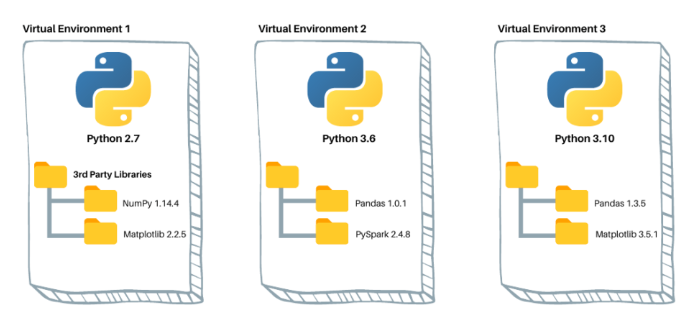 Virtual Environment 1
Virtual Environment 2
Virtual Environment 3
Python 2.7
Python 3.6
Python 3.10
3rd Party Libraries
NumPy 1.14.4
Matplotlib 2.2.5
Pandas 1.0.1
PySpark 2.4.8
Pandas 1.3.5
Matplotlib 3.5.1